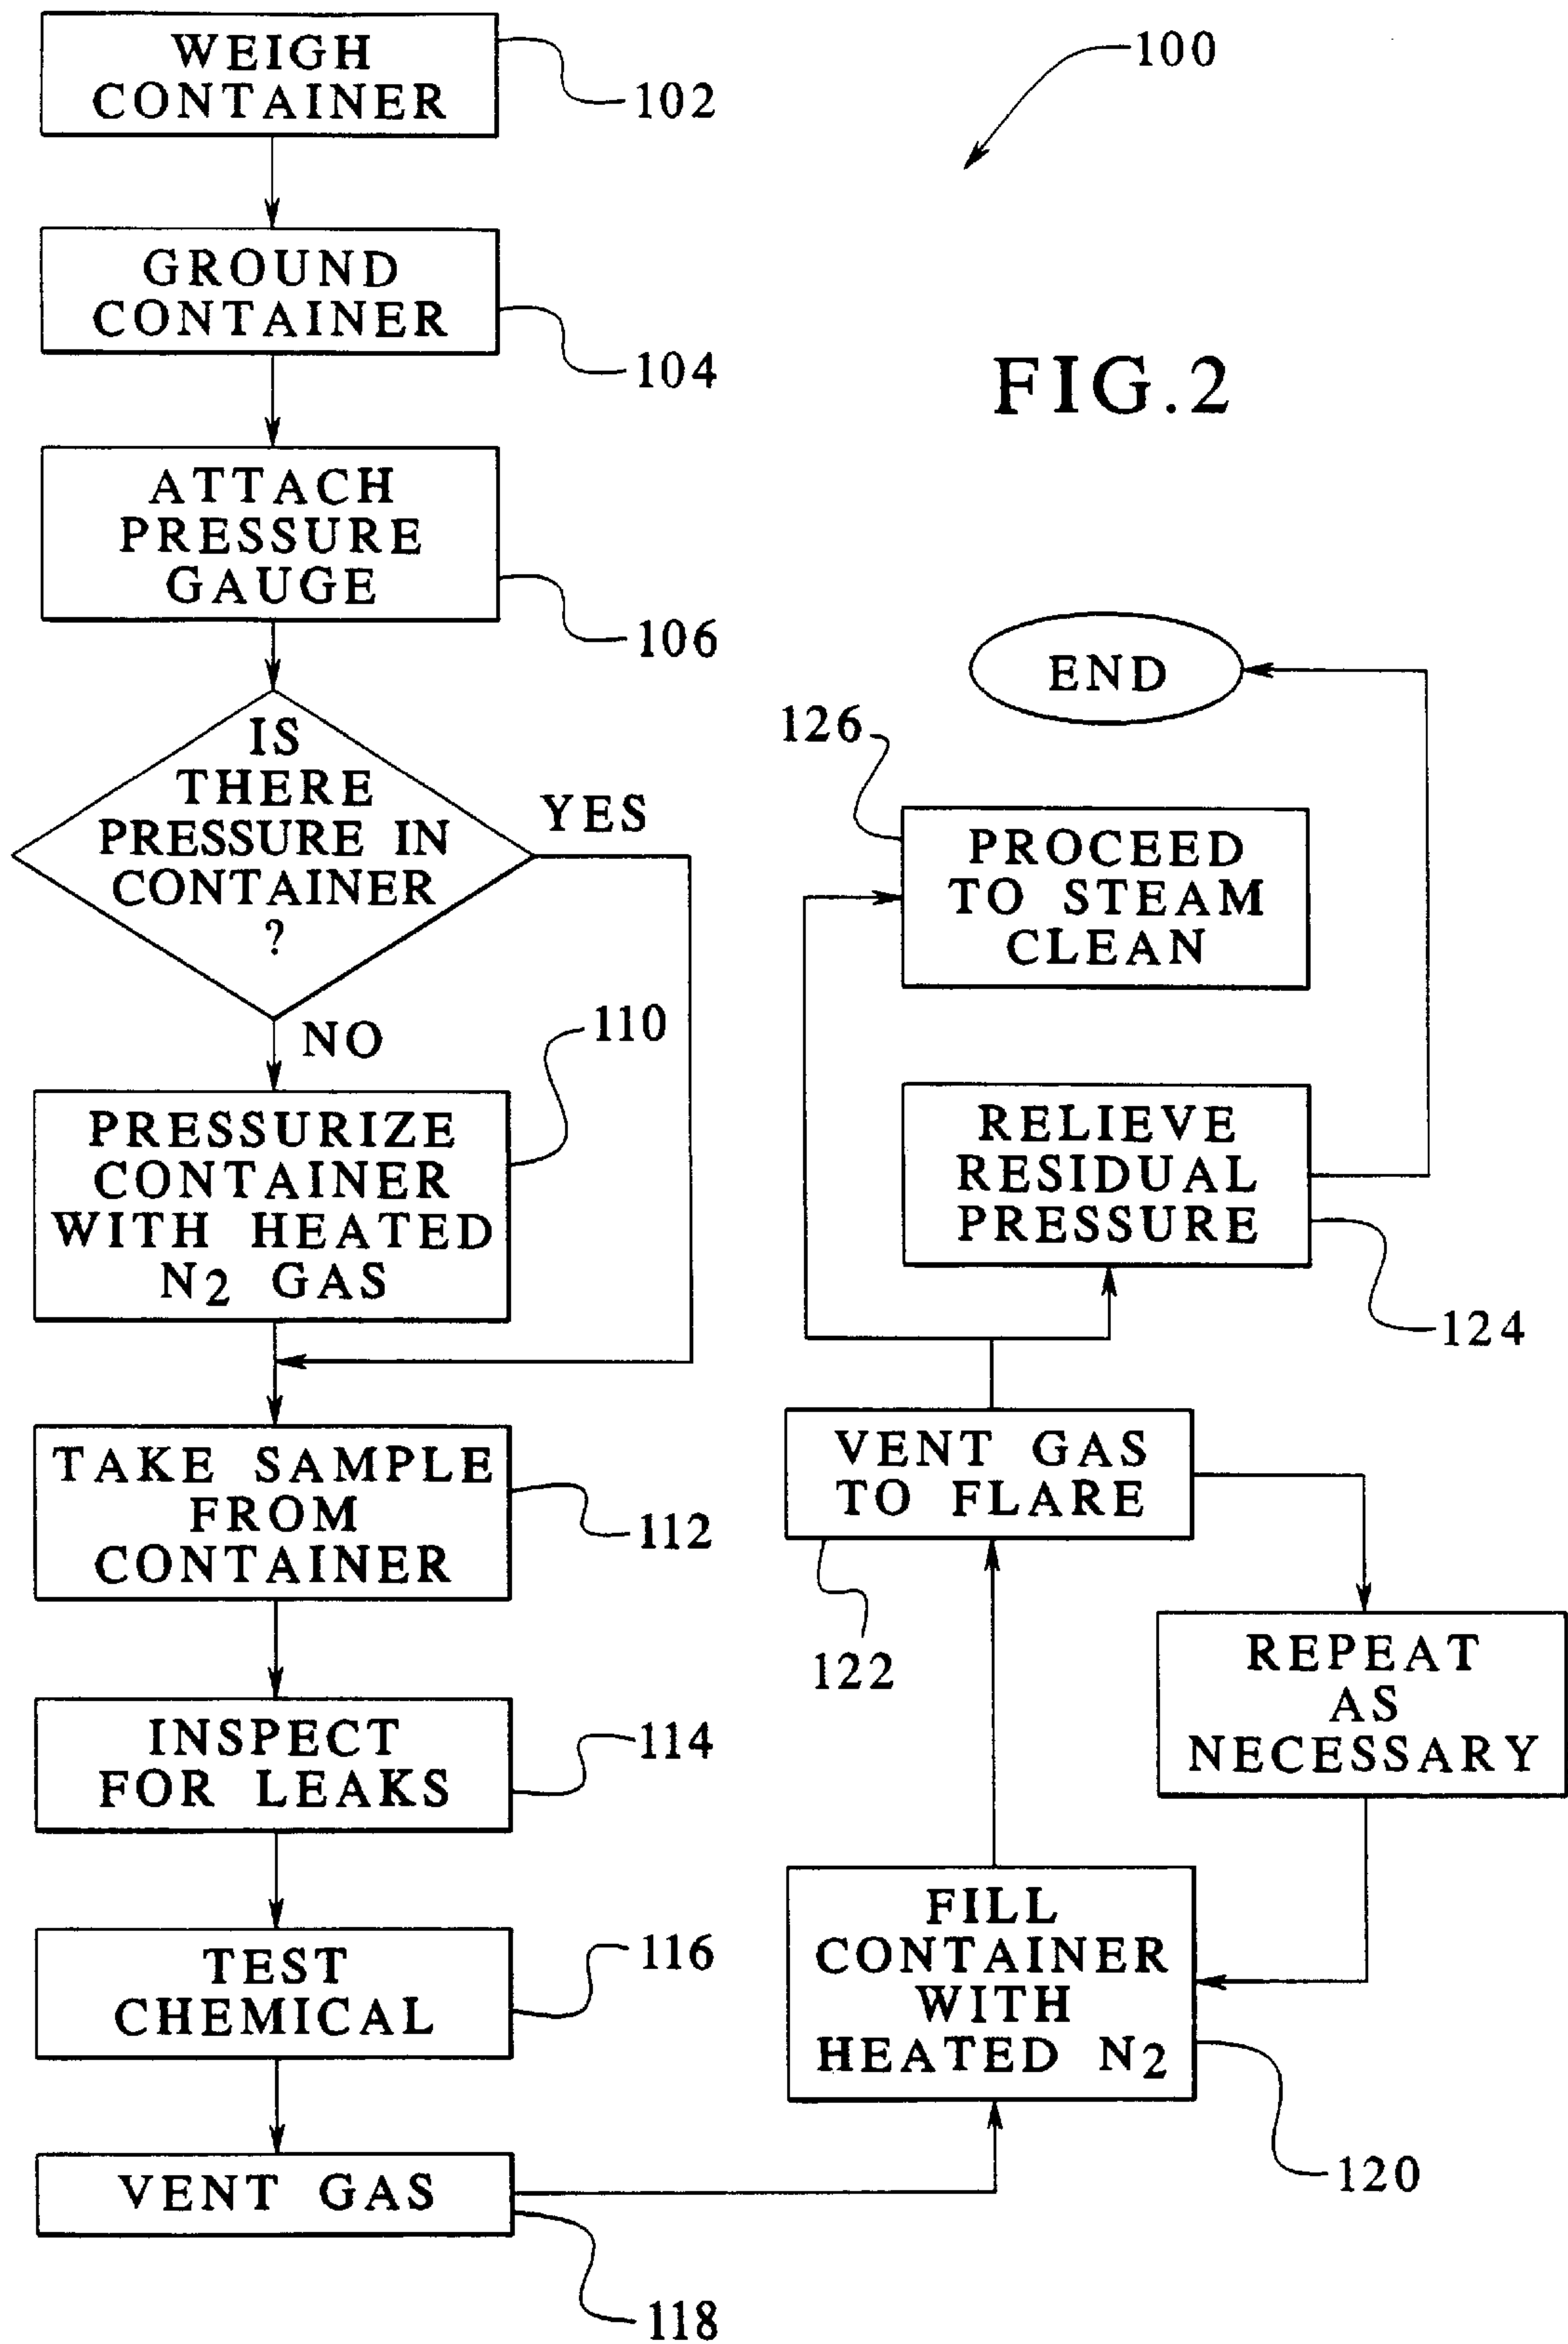 WEIGH
CONTAINER
102
100
GROUND
CONTAINER
104
FIG.2
ATTACH
PRESSURE
GAUGE
106
IS
THERE
PRESSURE IN
CONTAINER
?
YES
NO
110
PRESSURIZE
CONTAINER
WITH HEATED
N2 GAS
TAKE SAMPLE
FROM
CONTAINER
112
INSPECT
FOR LEAKS
114
TEST
CHEMICAL
116
VENT GAS
118
FILL
CONTAINER
WITH
HEATED N2
120
VENT GAS
TO FLARE
122
REPEAT
AS
NECESSARY
RELIEVE
RESIDUAL
PRESSURE
124
126
PROCEED
TO STEAM
CLEAN
END